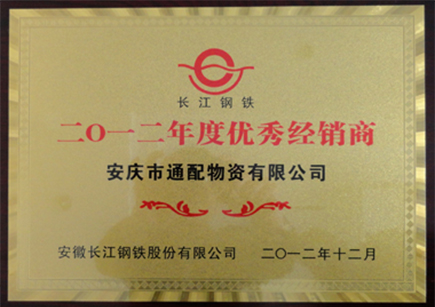 长江钢铁
二〇一二年度优秀经销商
安庆市通配物资有限公司
安徽长江钢铁股份有限公司 二〇一二年十二月